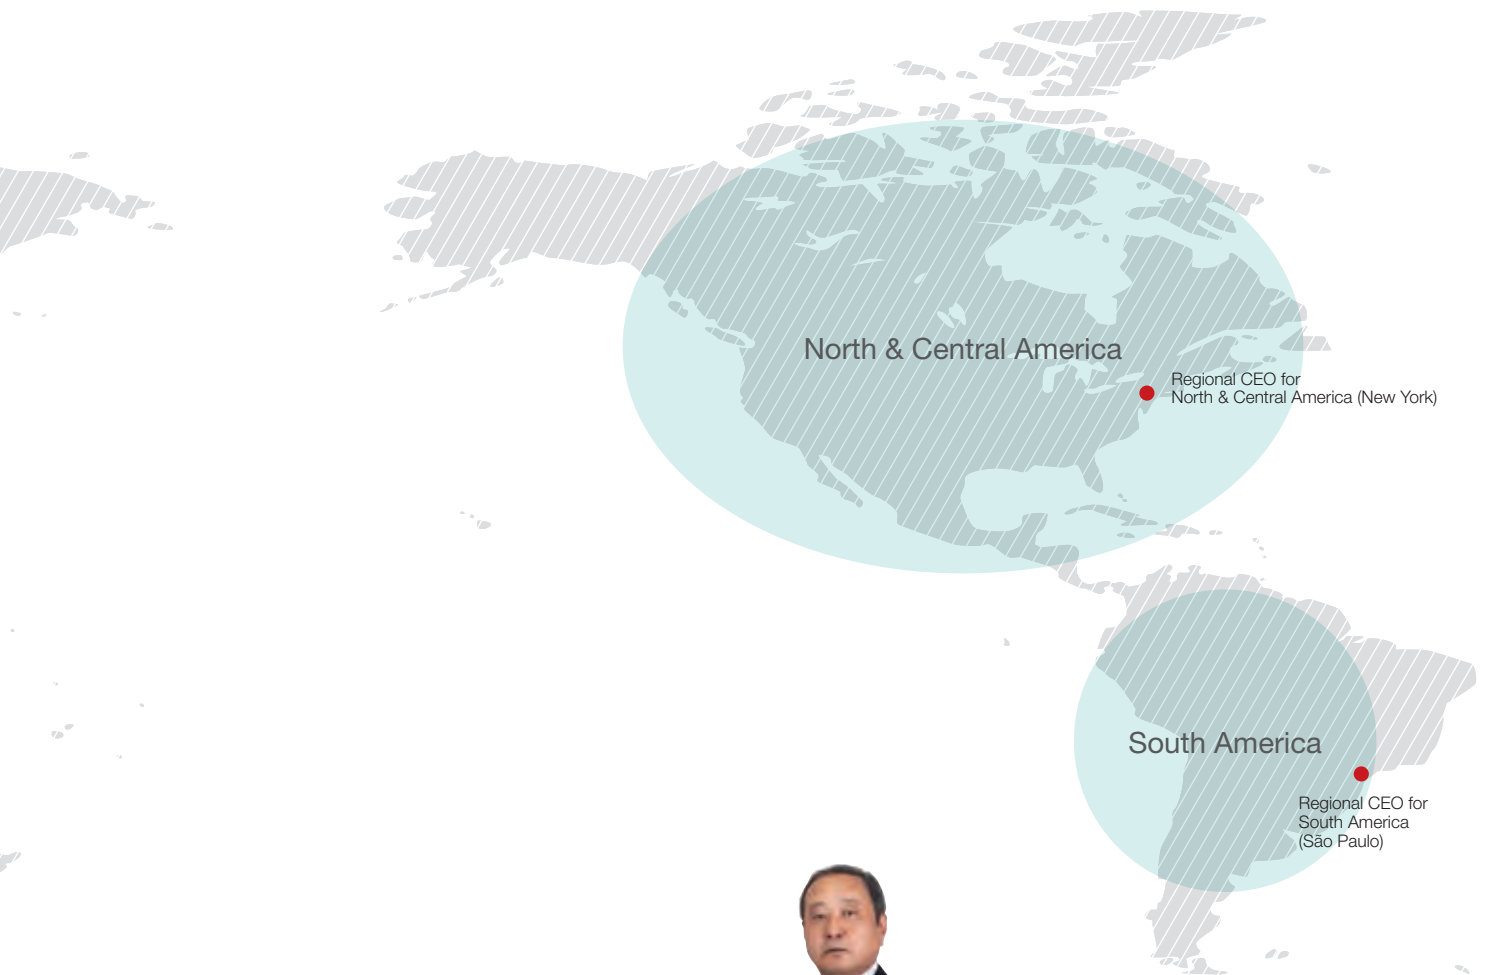 North & Central America
Regional CEO for
North & Central America (New York)
South America
Regional CEO for
South America
(São Paulo)